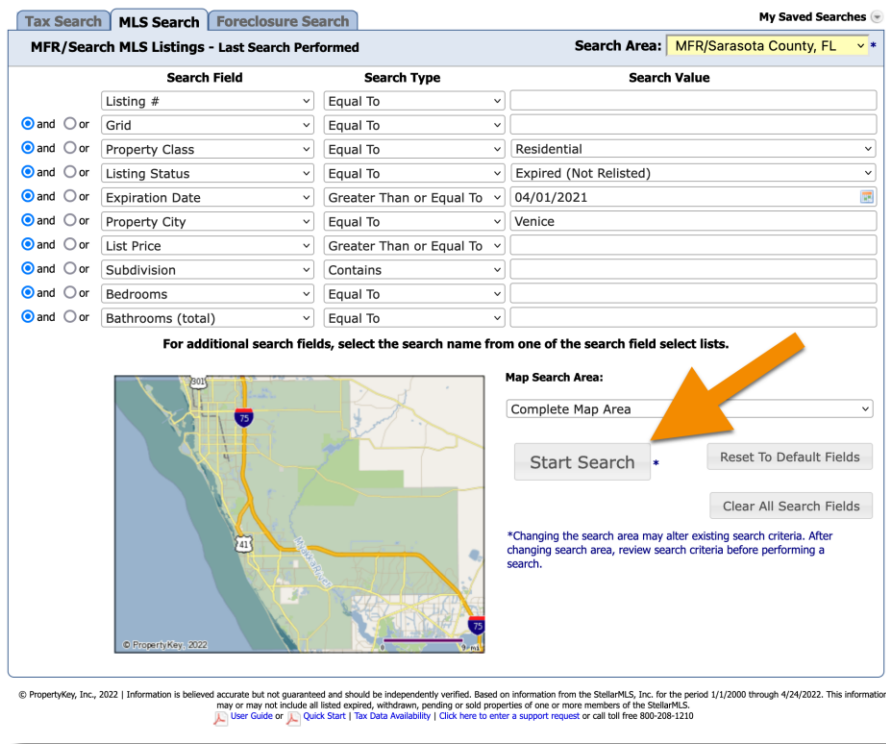 Tax Search MLS Search Foreclosure Search My Saved Searches
MFR/Search MLS Listings - Last Search Performed Search Area: MFR/Sarasota County, FL *
Search Field Search Type Search Value
Listing # Equal To
and or Grid Equal To
and or Property Class Equal To Residential
and or Listing Status Equal To Expired (Not Relisted)
and or Expiration Date Greater Than or Equal To 04/01/2021
and or Property City Equal To Venice
and or List Price Greater Than or Equal To
and or Subdivision Contains
and or Bedrooms Equal To
and or Bathrooms (total) Equal To
For additional search fields, select the search name from one of the search field select lists.
301
75
41
75
© PropertyKey, 2022
Map Search Area:
Complete Map Area
Start Search * Reset To Default Fields
Clear All Search Fields
*Changing the search area may alter existing search criteria. After
changing search area, review search criteria before performing a
search.
© PropertyKey, Inc., 2022 | Information is believed accurate but not guaranteed and should be independently verified. Based on information from the StellarMLS, Inc. for the period 1/1/2000 through 4/24/2022. This information
may or may not include all listed expired, withdrawn, pending or sold properties of one or more members of the StellarMLS.
User Guide or Quick Start | Tax Data Availability | Click here to enter a support request or call toll free 800-208-1210